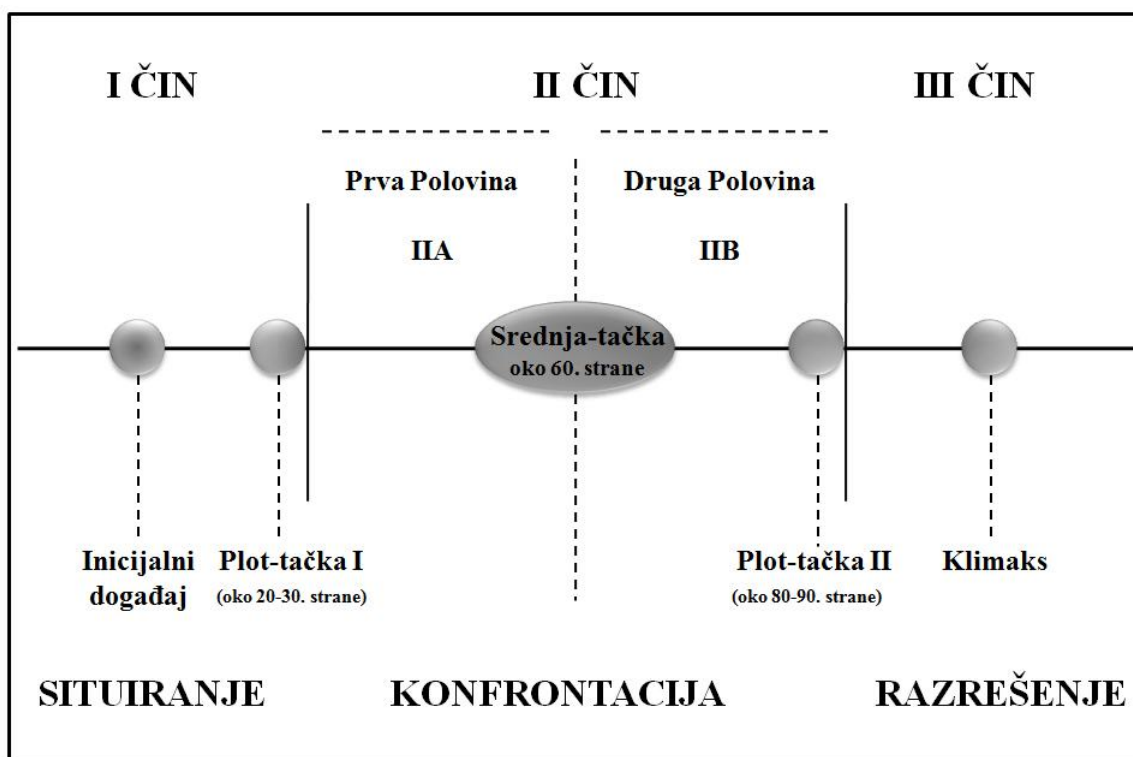 I ČIN
II ČIN
III ČIN
Prva Polovina
Druga Polovina
IIA
IIB
Srednja-tačka
oko 60. strane
Inicijalni
događaj
Plot-tačka I
(oko 20-30. strane)
Plot-tačka II
(oko 80-90. strane)
Klimaks
SITUIRANJE
KONFRONTACIJA
RAZREŠENJE